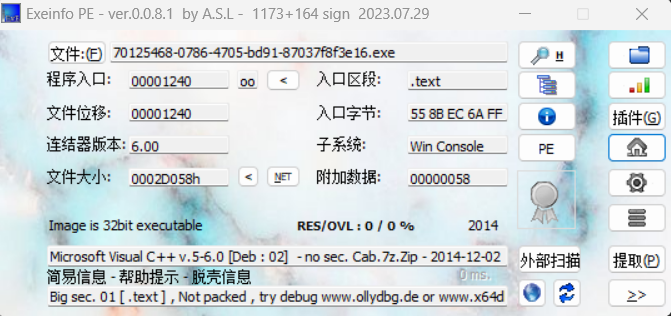 Exeinfo PE - ver.0.0.8.1 by A.S.L - 1173+164 sign 2023.07.29
文件:(F) 70125468-0786-4705-bd91-87037f8f3e16.exe H
程序入口: 00001240 oo < 入口区段: .text
文件位移: 00001240 入口字节: 55 8B EC 6A FF 插件(G)
连结器版本: 6.00 子系统: Win Console PE
文件大小: 0002D058h < .NET 附加数据: 00000058
Image is 32bit executable RES/OVL : 0 / 0 % 2014
Microsoft Visual C++ v.5-6.0 [Deb : 02] - no sec. Cab.7z.Zip - 2014-12-02 外部扫描 提取(P)
简易信息 - 帮助提示 - 脱壳信息 0 ms.
Big sec. 01 [ .text ] , Not packed , try debug www.ollydbg.de or www.x64d >>